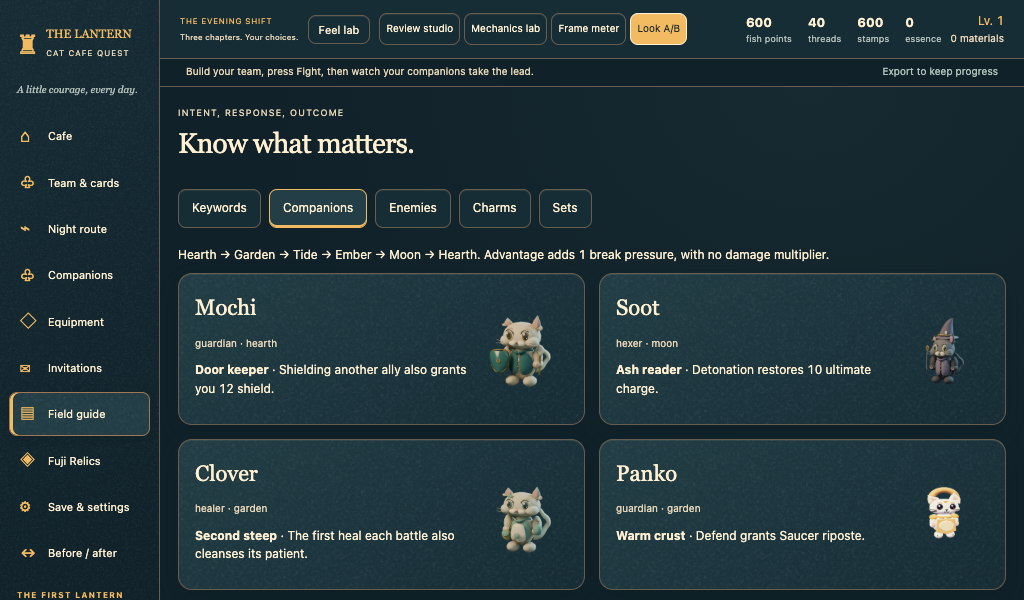 THE LANTERN
CAT CAFE QUEST
A little courage, every day.
Cafe
Team & cards
Night route
Companions
Equipment
Invitations
Field guide
Fuji Relics
Save & settings
Before / after
THE FIRST LANTERN
THE EVENING SHIFT
Three chapters. Your choices.
Feel lab
Review studio
Mechanics lab
Frame meter
Look A/B
600
fish points
40
threads
600
stamps
0
essence
Lv. 1
0 materials
Build your team, press Fight, then watch your companions take the lead.
Export to keep progress
INTENT, RESPONSE, OUTCOME
Know what matters.
Keywords
Companions
Enemies
Charms
Sets
Hearth → Garden → Tide → Ember → Moon → Hearth. Advantage adds 1 break pressure, with no damage multiplier.
Mochi
guardian · hearth
Door keeper · Shielding another ally also grants
you 12 shield.
Soot
hexer · moon
Ash reader · Detonation restores 10 ultimate
charge.
Clover
healer · garden
Second steep · The first heal each battle also
cleanses its patient.
Panko
guardian · garden
Warm crust · Defend grants Saucer riposte.